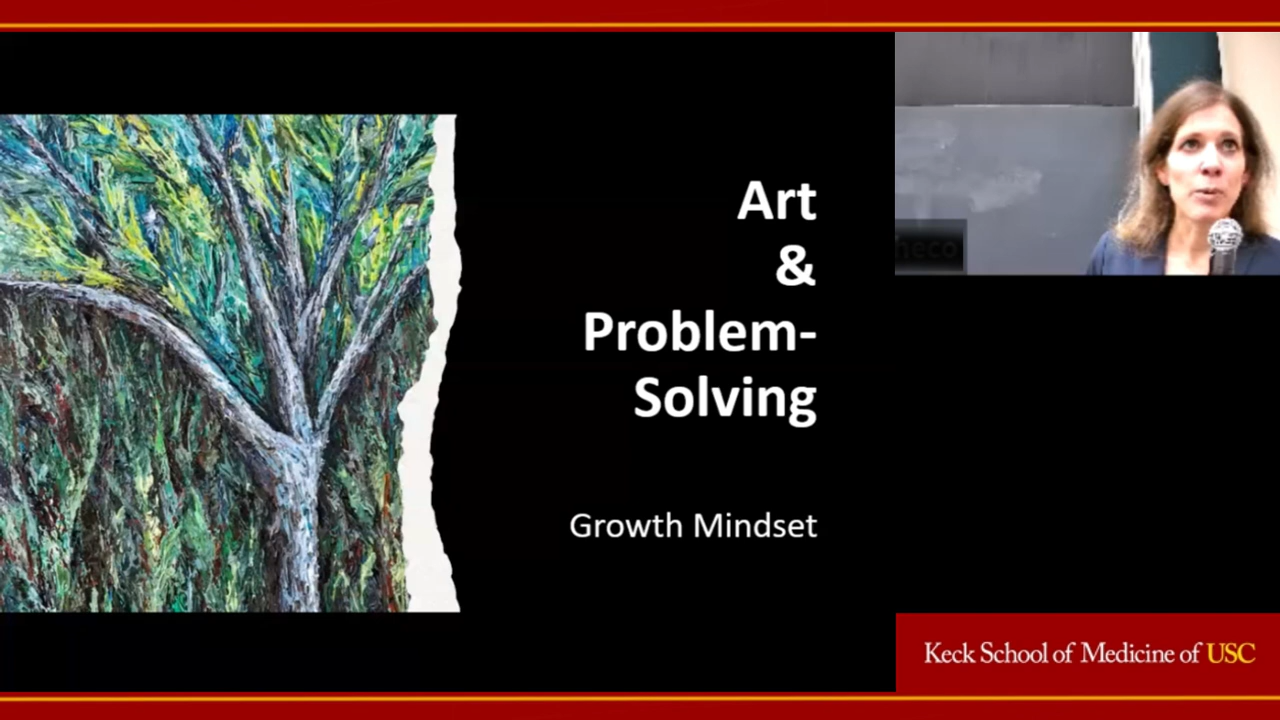 Art
&
Problem-
Solving
Growth Mindset
Keck School of Medicine of USC